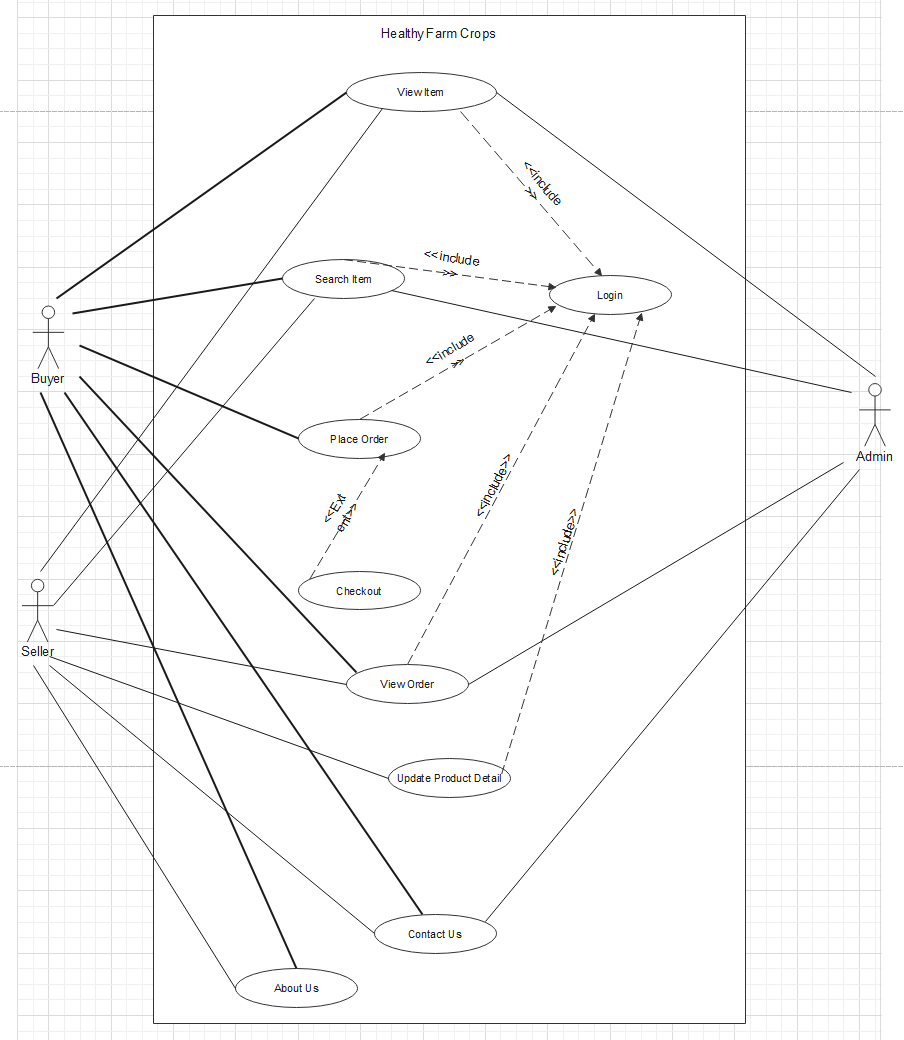 Healthy Farm Crops
View Item
<<include
>>
<<include
>>
Search Item
Login
<<include
>>
Buyer
Place Order
Admin
<<include>>
<<Ext
ent>>
<<include>>
Checkout
Seller
View Order
Update Product Detail
Contact Us
About Us